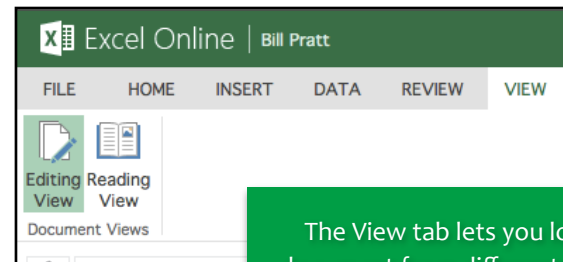 Excel Online | Bill Pratt
FILE HOME INSERT DATA REVIEW VIEW
Editing View Reading View
Document Views
The View tab lets you